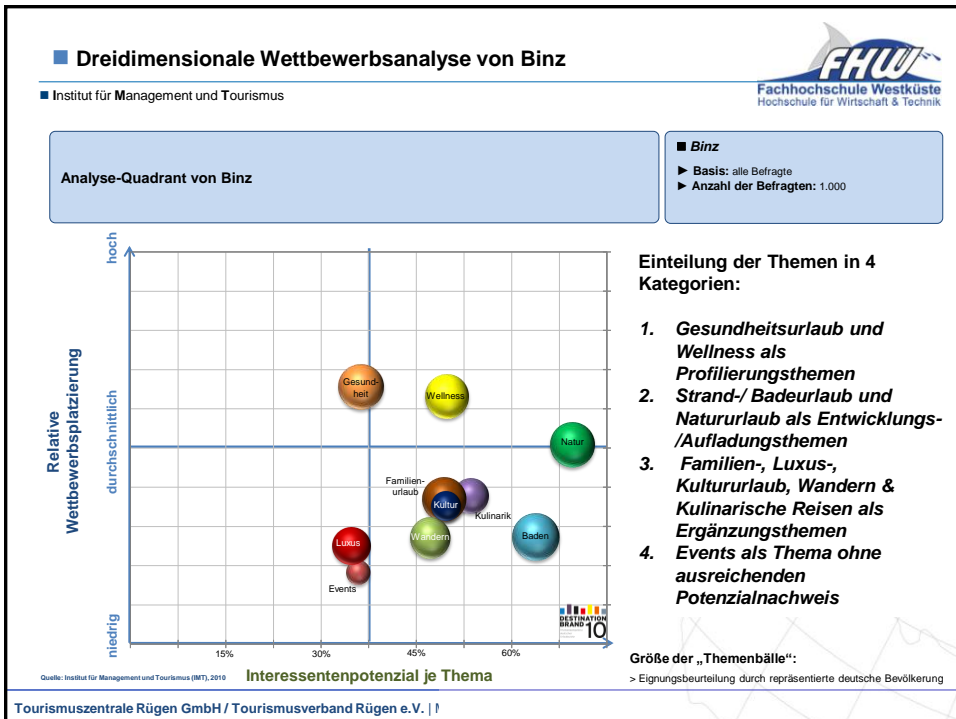 Dreidimensionale Wettbewerbsanalyse von Binz
Institut für Management und Tourismus
FHW
Fachhochschule Westküste
Hochschule für Wirtschaft & Technik
Analyse-Quadrant von Binz
Binz
► Basis: alle Befragte
► Anzahl der Befragten: 1.000
hoch
durchschnittlich
niedrig
Relative
Wettbewerbsplatzierung
Gesund-
heit
Wellness
Natur
Familien-
urlaub
Kultur
Kulinarik
Wandern
Baden
Luxus
Events
DESTINATION
BRAND 10
15%
30%
45%
60%
Interessentenpotenzial je Thema
Quelle: Institut für Management und Tourismus (IMT), 2010
Einteilung der Themen in 4
Kategorien:
1. Gesundheitsurlaub und
Wellness als
Profilierungsthemen
2. Strand-/ Badeurlaub und
Natururlaub als Entwicklungs-
/Aufladungsthemen
3. Familien-, Luxus-,
Kultururlaub, Wandern &
Kulinarische Reisen als
Ergänzungsthemen
4. Events als Thema ohne
ausreichenden
Potenzialnachweis
Größe der „Themenbälle“:
> Eignungsbeurteilung durch repräsentierte deutsche Bevölkerung
Tourismuszentrale Rügen GmbH / Tourismusverband Rügen e.V. |